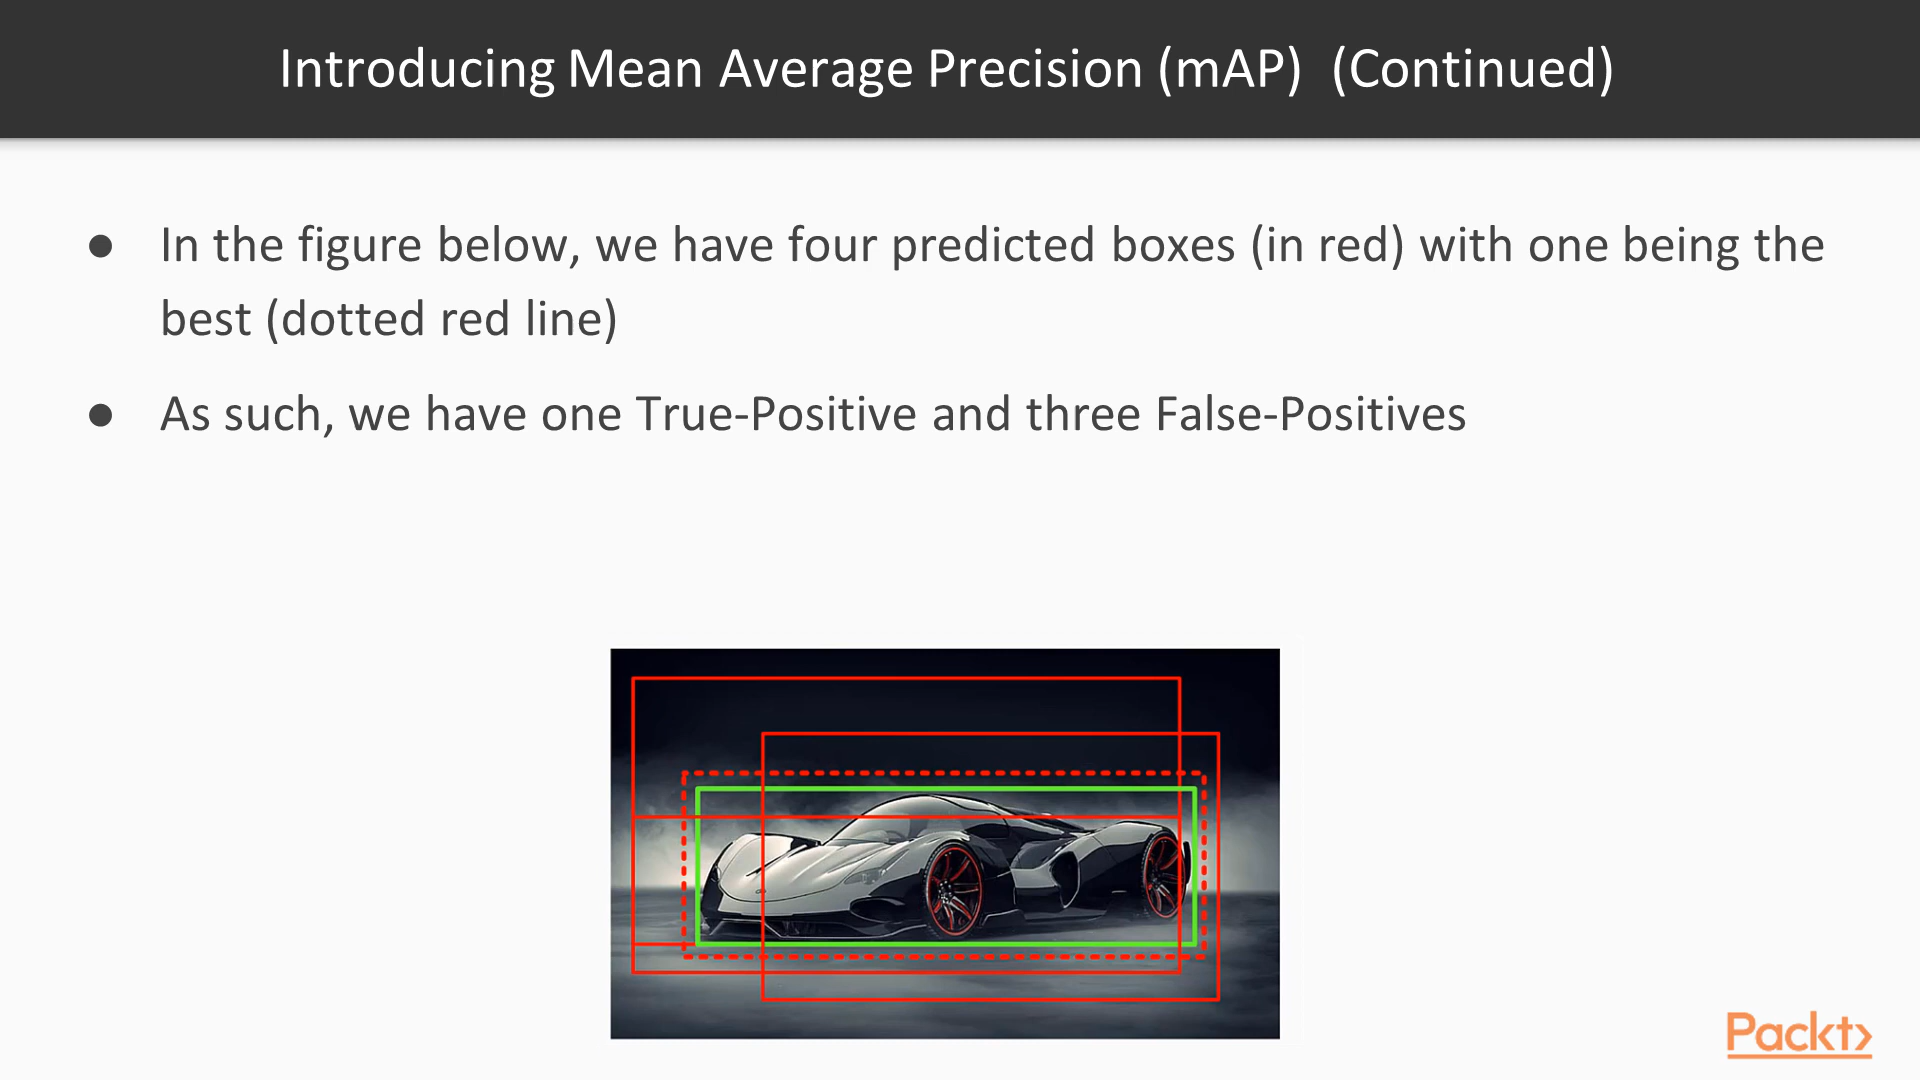 Introducing Mean Average Precision (mAP) (Continued)
● In the figure below, we have four predicted boxes (in red) with one being the
best (dotted red line)
● As such, we have one True-Positive and three False-Positives
Packt>